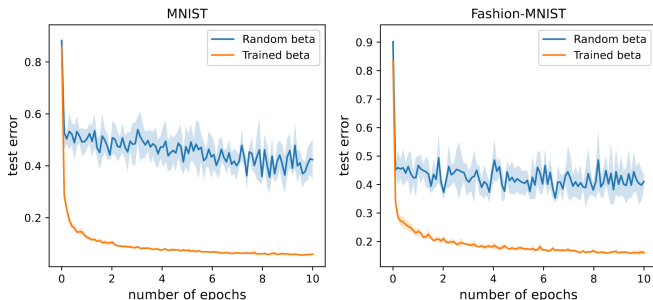 MNIST
test error
0.8
0.6
0.4
0.2
0
2
4
6
8
10
number of epochs
Random beta
Trained beta
Fashion-MNIST
test error
0.9
0.8
0.7
0.6
0.5
0.4
0.3
0.2
0
2
4
6
8
10
number of epochs
Random beta
Trained beta